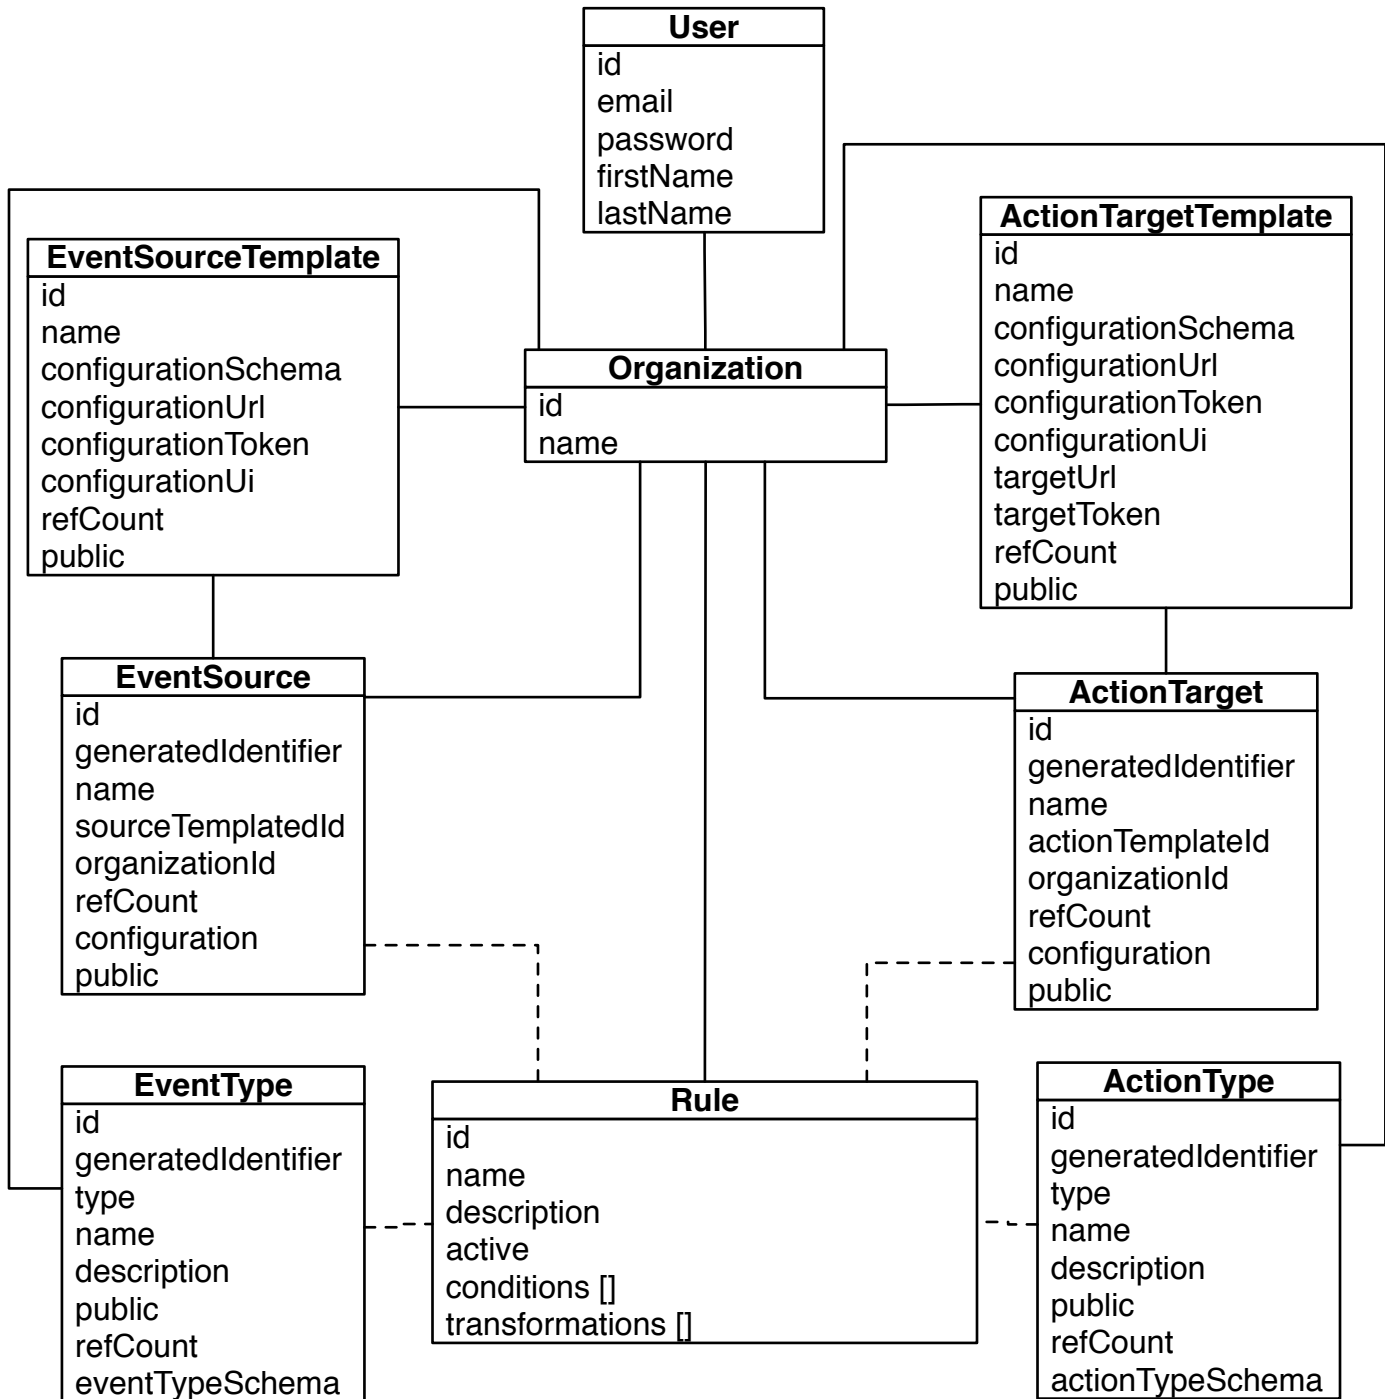 User
id
email
password
firstName
lastName
EventSourceTemplate
id
name
configurationSchema
configurationUrl
configurationToken
configurationUi
refCount
public
Organization
id
name
ActionTargetTemplate
id
name
configurationSchema
configurationUrl
configurationToken
configurationUi
targetUrl
targetToken
refCount
public
EventSource
id
generatedIdentifier
name
sourceTemplatedId
organizationId
refCount
configuration
public
ActionTarget
id
generatedIdentifier
name
actionTemplateId
organizationId
refCount
configuration
public
EventType
id
generatedIdentifier
type
name
description
public
refCount
eventTypeSchema
Rule
id
name
description
active
conditions []
transformations []
ActionType
id
generatedIdentifier
type
name
description
public
refCount
actionTypeSchema